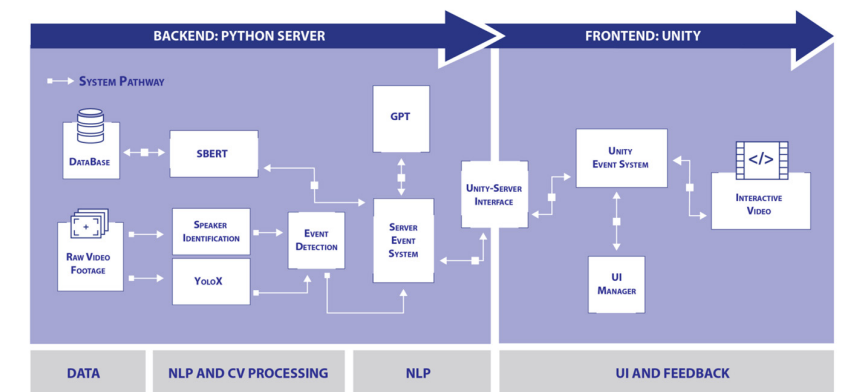 BACKEND: PYTHON SERVER
FRONTEND: UNITY
SYSTEM PATHWAY
DATABASE
SBERT
GPT
UNITY
EVENT SYSTEM
</>
INTERACTIVE
VIDEO
UNITY-SERVER
INTERFACE
RAW VIDEO
FOOTAGE
SPEAKER
IDENTIFICATION
YOLOX
EVENT
DETECTION
SERVER
EVENT
SYSTEM
UI
MANAGER
DATA
NLP AND CV PROCESSING
NLP
UI AND FEEDBACK